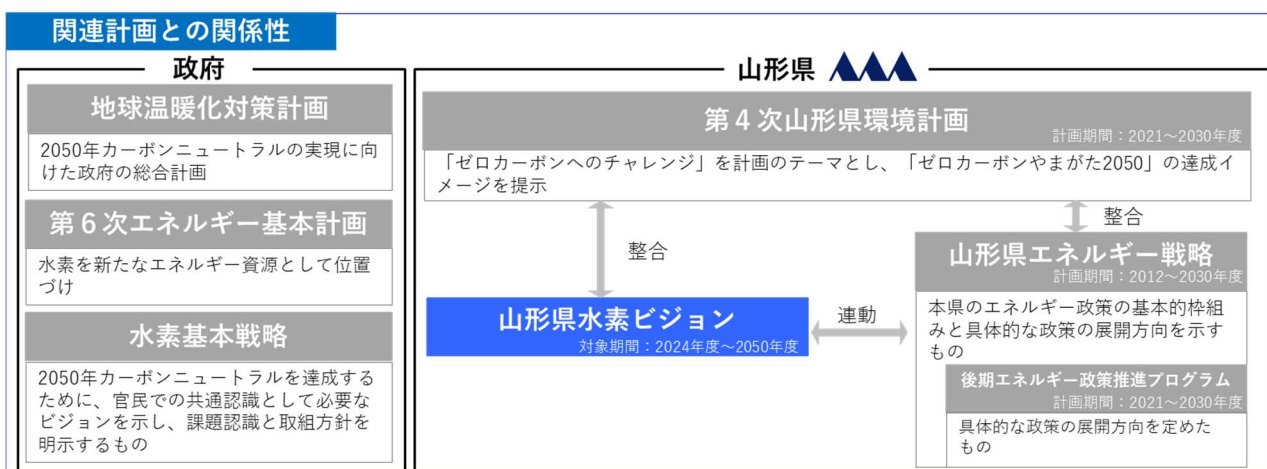 関連計画との関係性
政府
地球温暖化対策計画
2050年カーボンニュートラルの実現に向
けた政府の総合計画
第6次エネルギー基本計画
水素を新たなエネルギー資源として位置
づけ
水素基本戦略
2050年カーボンニュートラルを達成する
ために、官民での共通認識として必要な
ビジョンを示し、課題認識と取組方針を
明示するもの
山形県
第4次山形県環境計画
計画期間：2021～2030年度
「ゼロカーボンへのチャレンジ」を計画のテーマとし、「ゼロカーボンやまがた2050」の達成イ
メージを提示
整合
整合
山形県水素ビジョン
対象期間：2024年度～2050年度
連動
山形県エネルギー戦略
計画期間：2012～2030年度
本県のエネルギー政策の基本的枠組
みと具体的な政策の展開方向を示す
もの
後期エネルギー政策推進プログラム
計画期間：2021～2030年度
具体的な政策の展開方向を定めた
もの